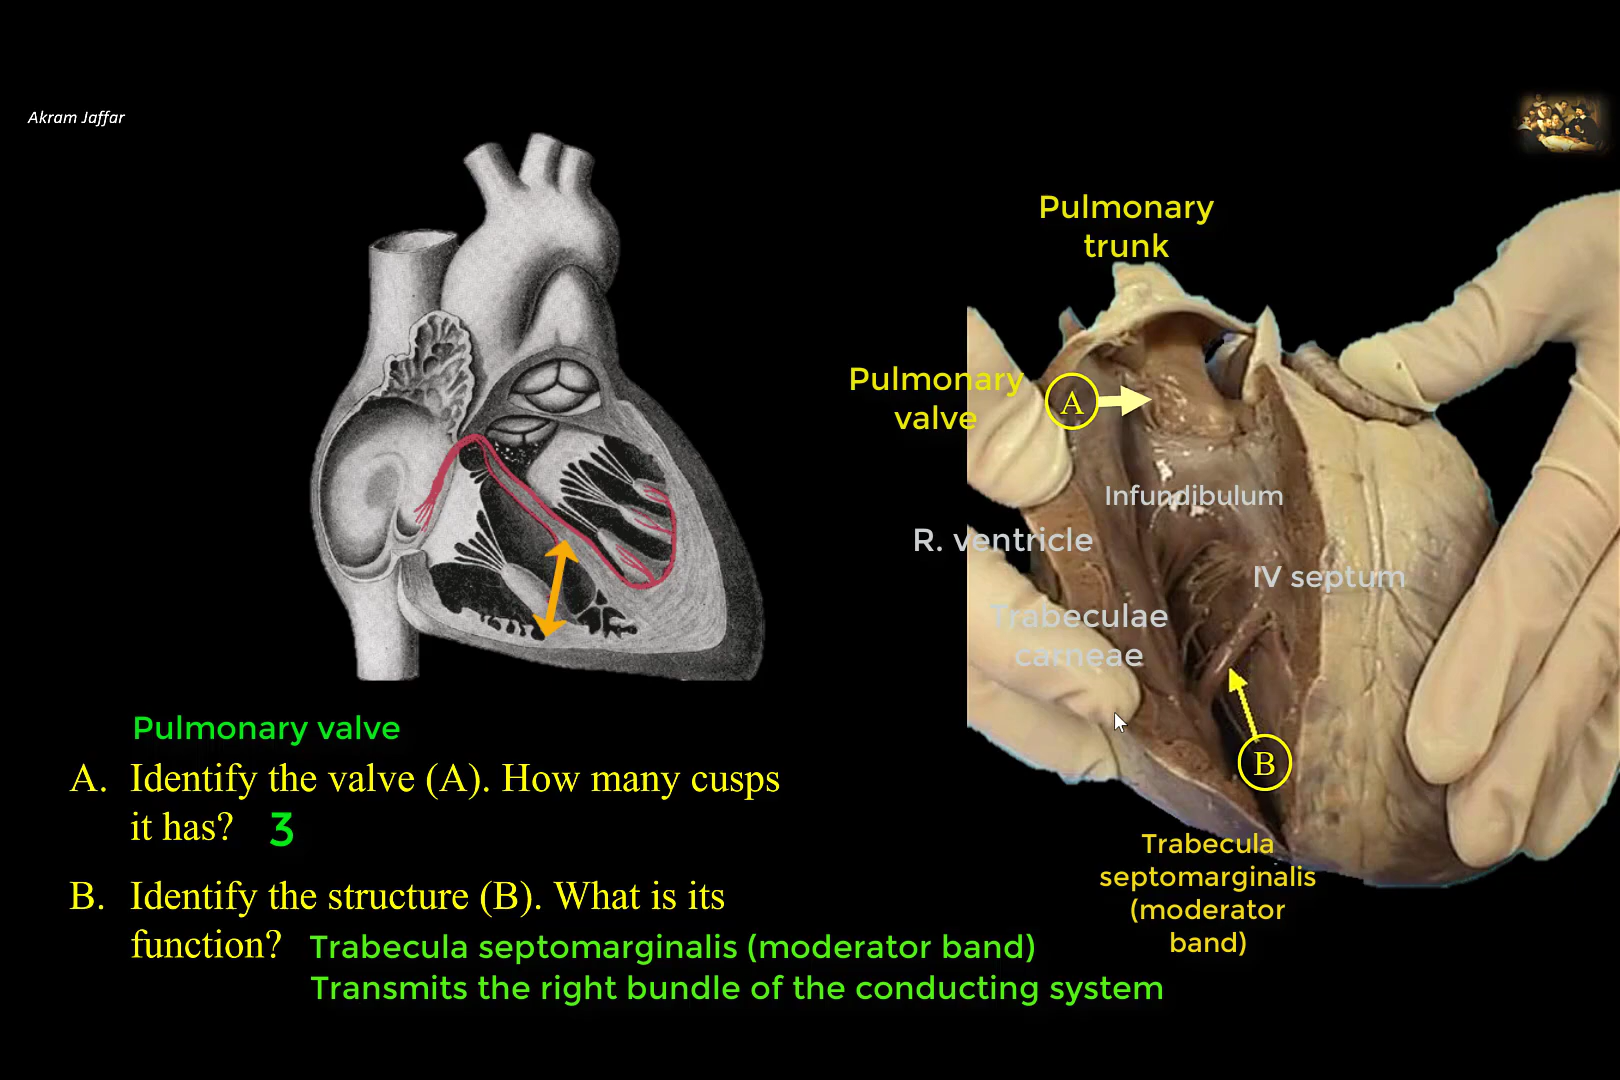 Akram Jaffar
Pulmonary
trunk
Pulmonary
valve
A
Infundibulum
R. ventricle
IV septum
Trabeculae
carneae
B
Trabecula
septomarginalis
(moderator
band)
Pulmonary valve
A. Identify the valve (A). How many cusps
it has? 3
B. Identify the structure (B). What is its
function? Trabecula septomarginalis (moderator band)
Transmits the right bundle of the conducting system